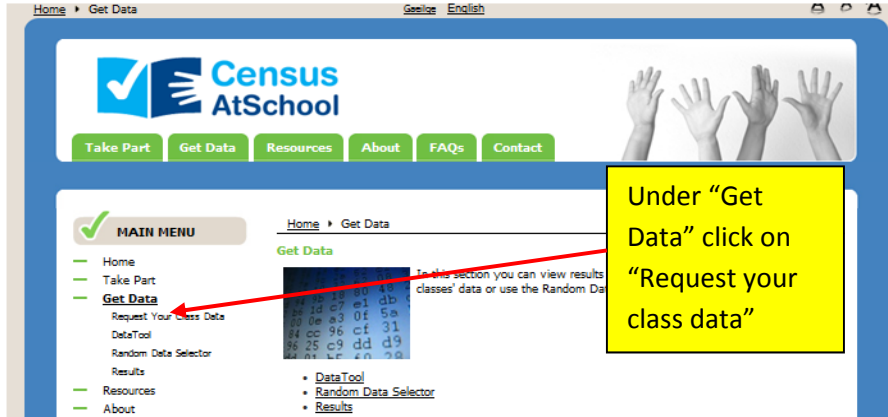 Home ▸ Get Data
Gaeilge English
A A A
Census
AtSchool
Take Part Get Data Resources About FAQs Contact
MAIN MENU
Home
Take Part
Get Data
Request Your Class Data
DataTool
Random Data Selector
Results
Resources
About
Home ▸ Get Data
Get Data
In this section you can view results
classes' data or use the Random Da
• DataTool
• Random Data Selector
• Results
Under “Get
Data” click on
“Request your
class data”